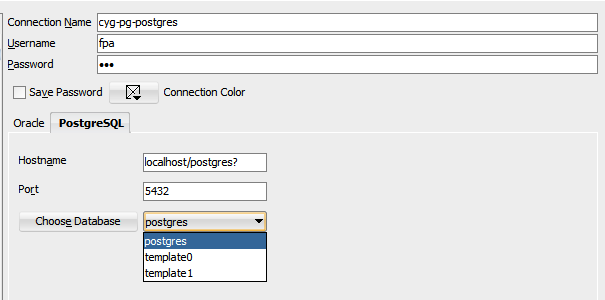 Connection Name cyg-pg-postgres
Username fpa
Password •••
Save Password Connection Color
Oracle PostgreSQL
Hostname localhost/postgres?
Port 5432
Choose Database postgres
postgres
template0
template1